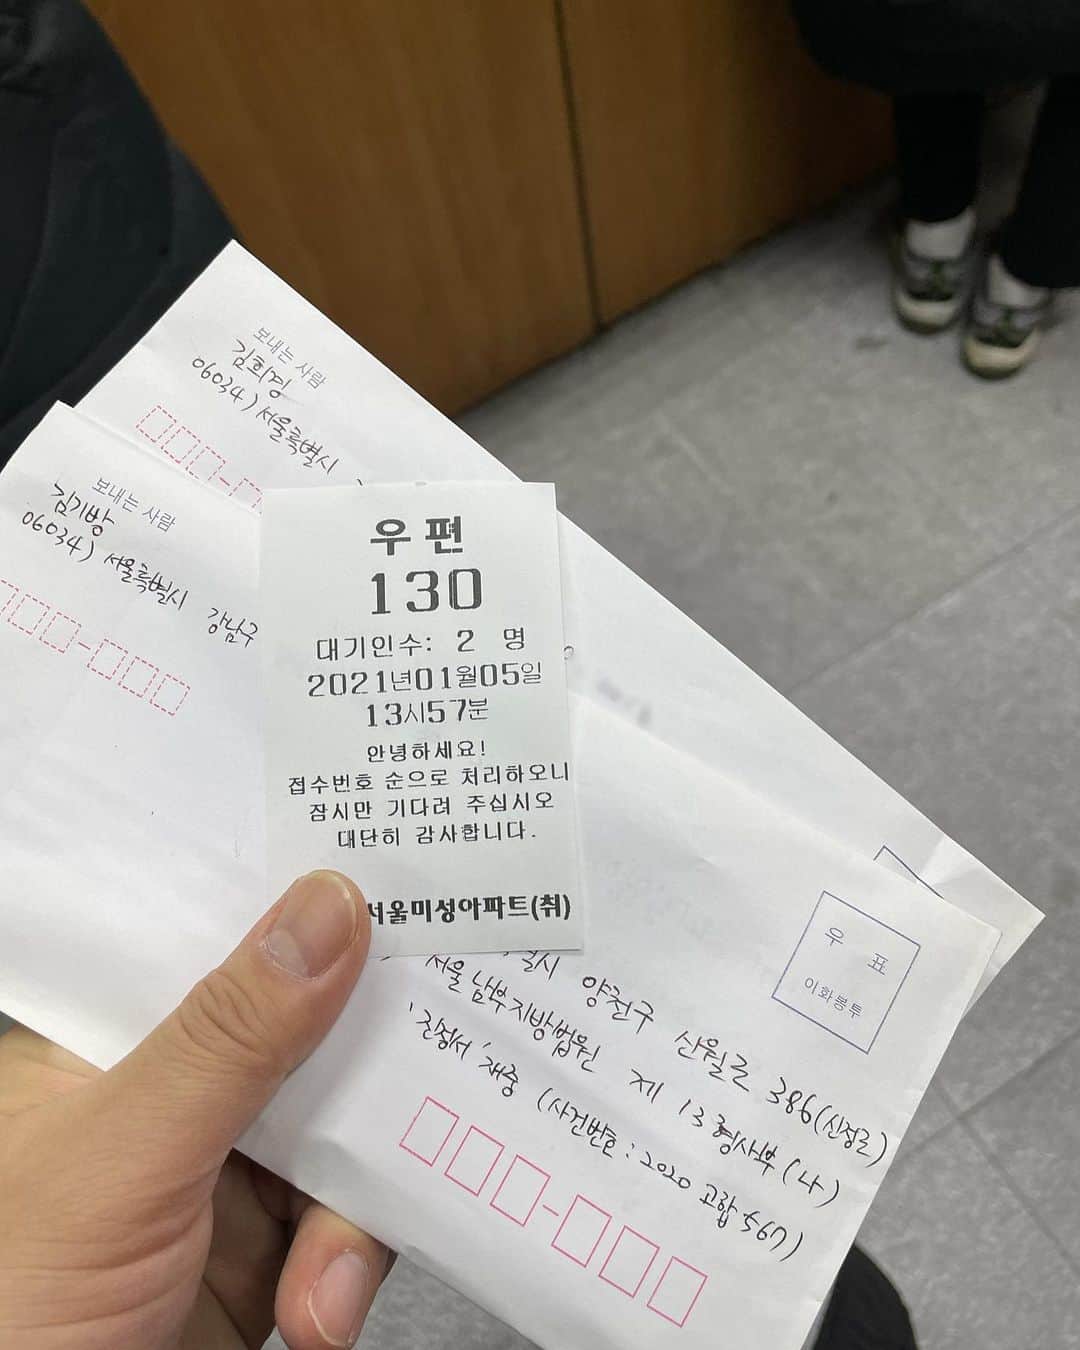 보내는 사람
김희경
06034) 서울특별시
보내는 사람
김기방
06034) 서울특별시 강남구
우편
130
대기인수: 2 명
2021년01월05일
13시57분
안녕하세요!
접수번호 순으로 처리하오니
잠시만 기다려 주십시오
대단히 감사합니다.
서울미성아파트(취)
우표
이화봉투
별시 양천구 신월로 386(신정동)
서울남부지방법원 제 13 형사부 (나)
'진정서' 재중 (사건번호 : 2020 고합 567)